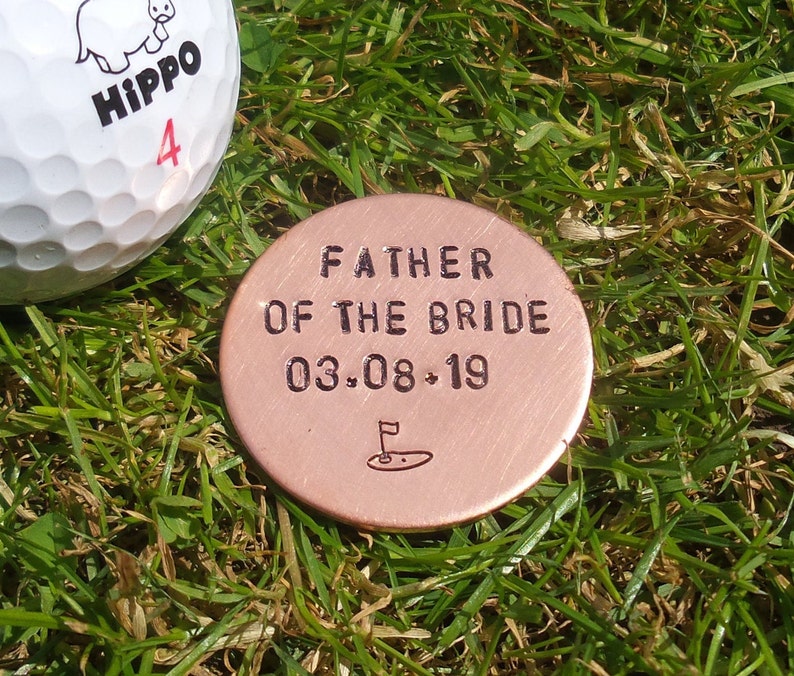 HiPPO
4
FATHER
OF THE BRIDE
03.08.19